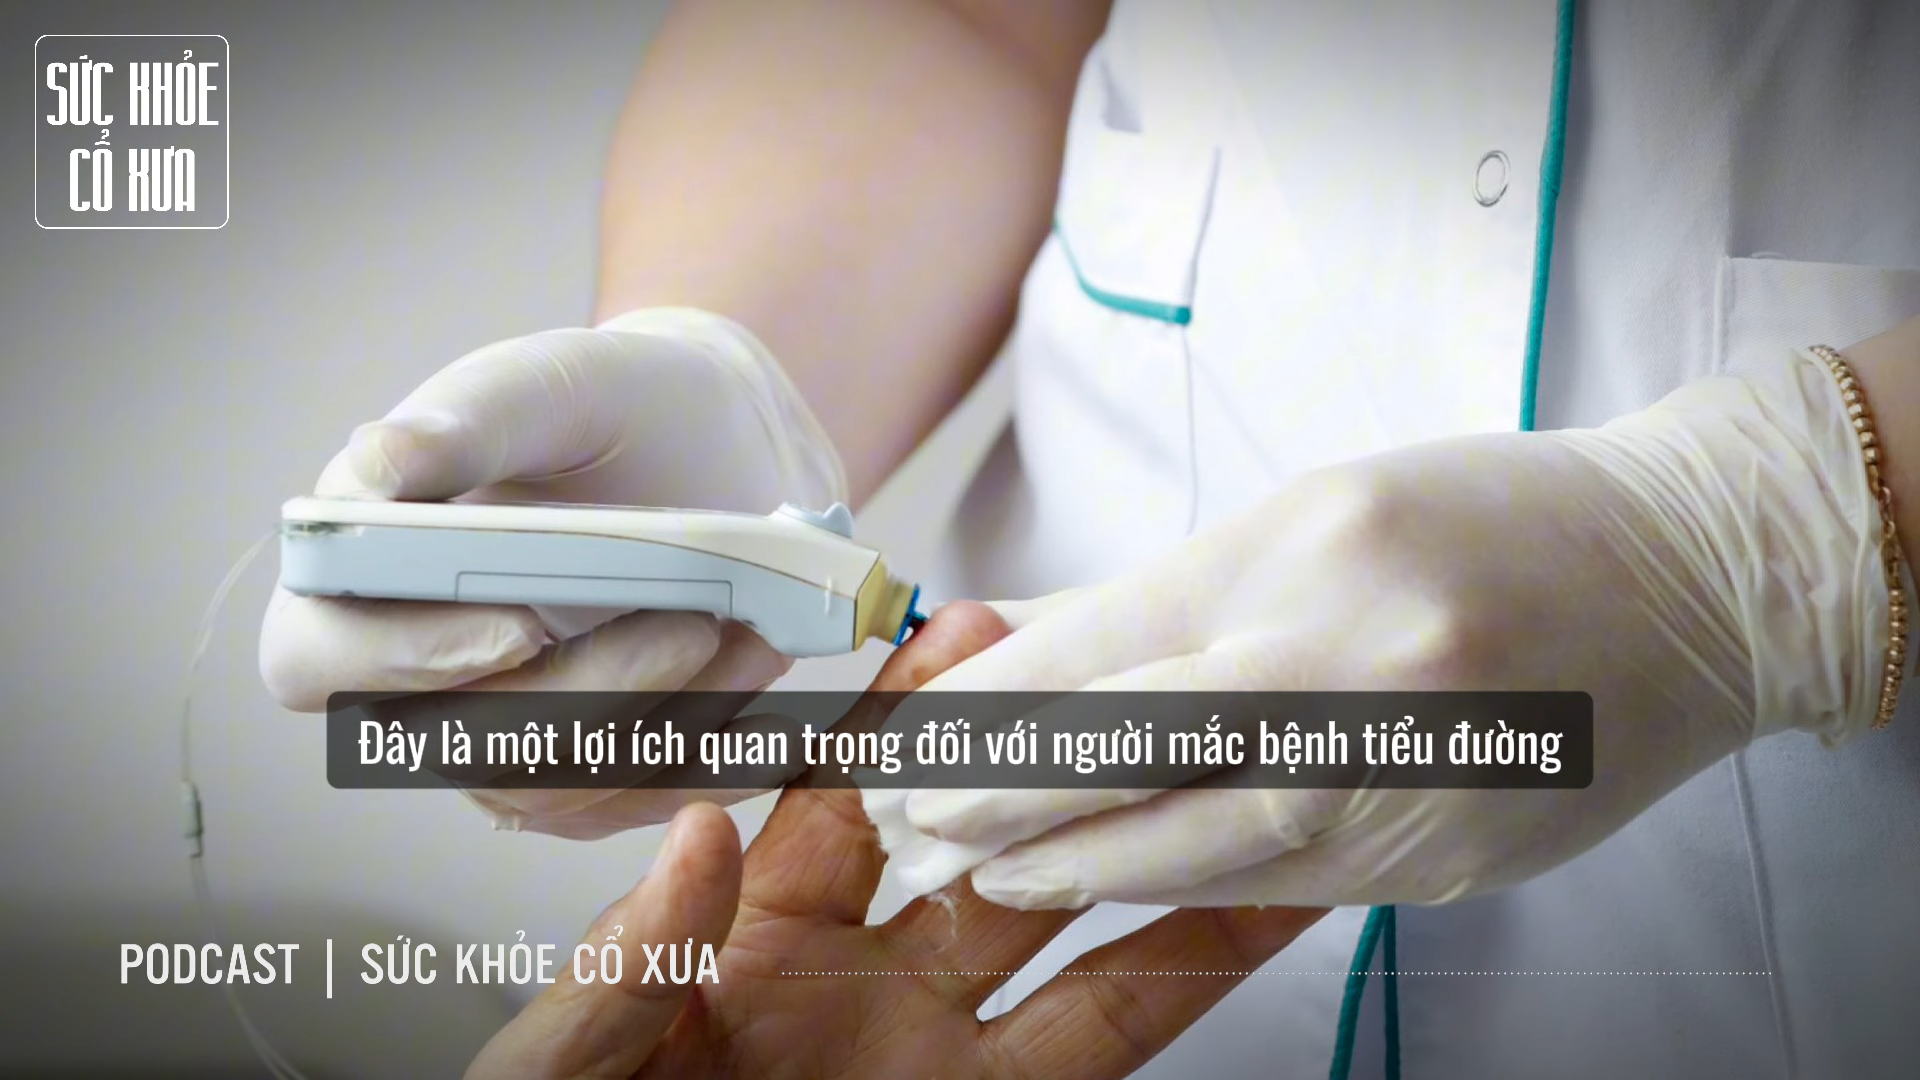 SỨC KHỎE
CỔ XƯA
Đây là một lợi ích quan trọng đối với người mắc bệnh tiểu đường
PODCAST | SỨC KHỎE CỔ XƯA